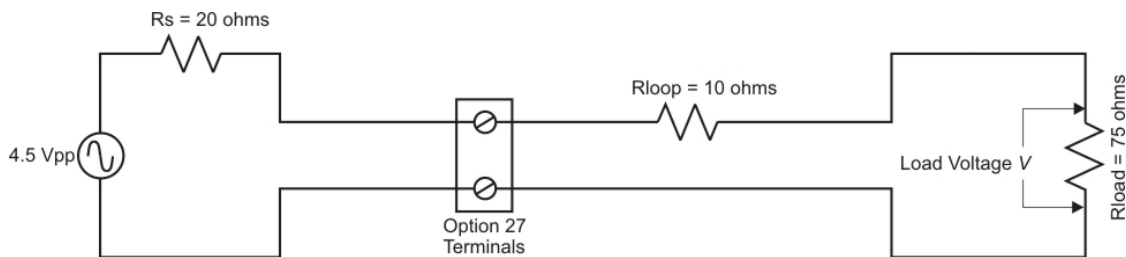 Rs = 20 ohms
Rloop = 10 ohms
4.5 Vpp
Load Voltage V
Rload = 75 ohms
Option 27
Terminals